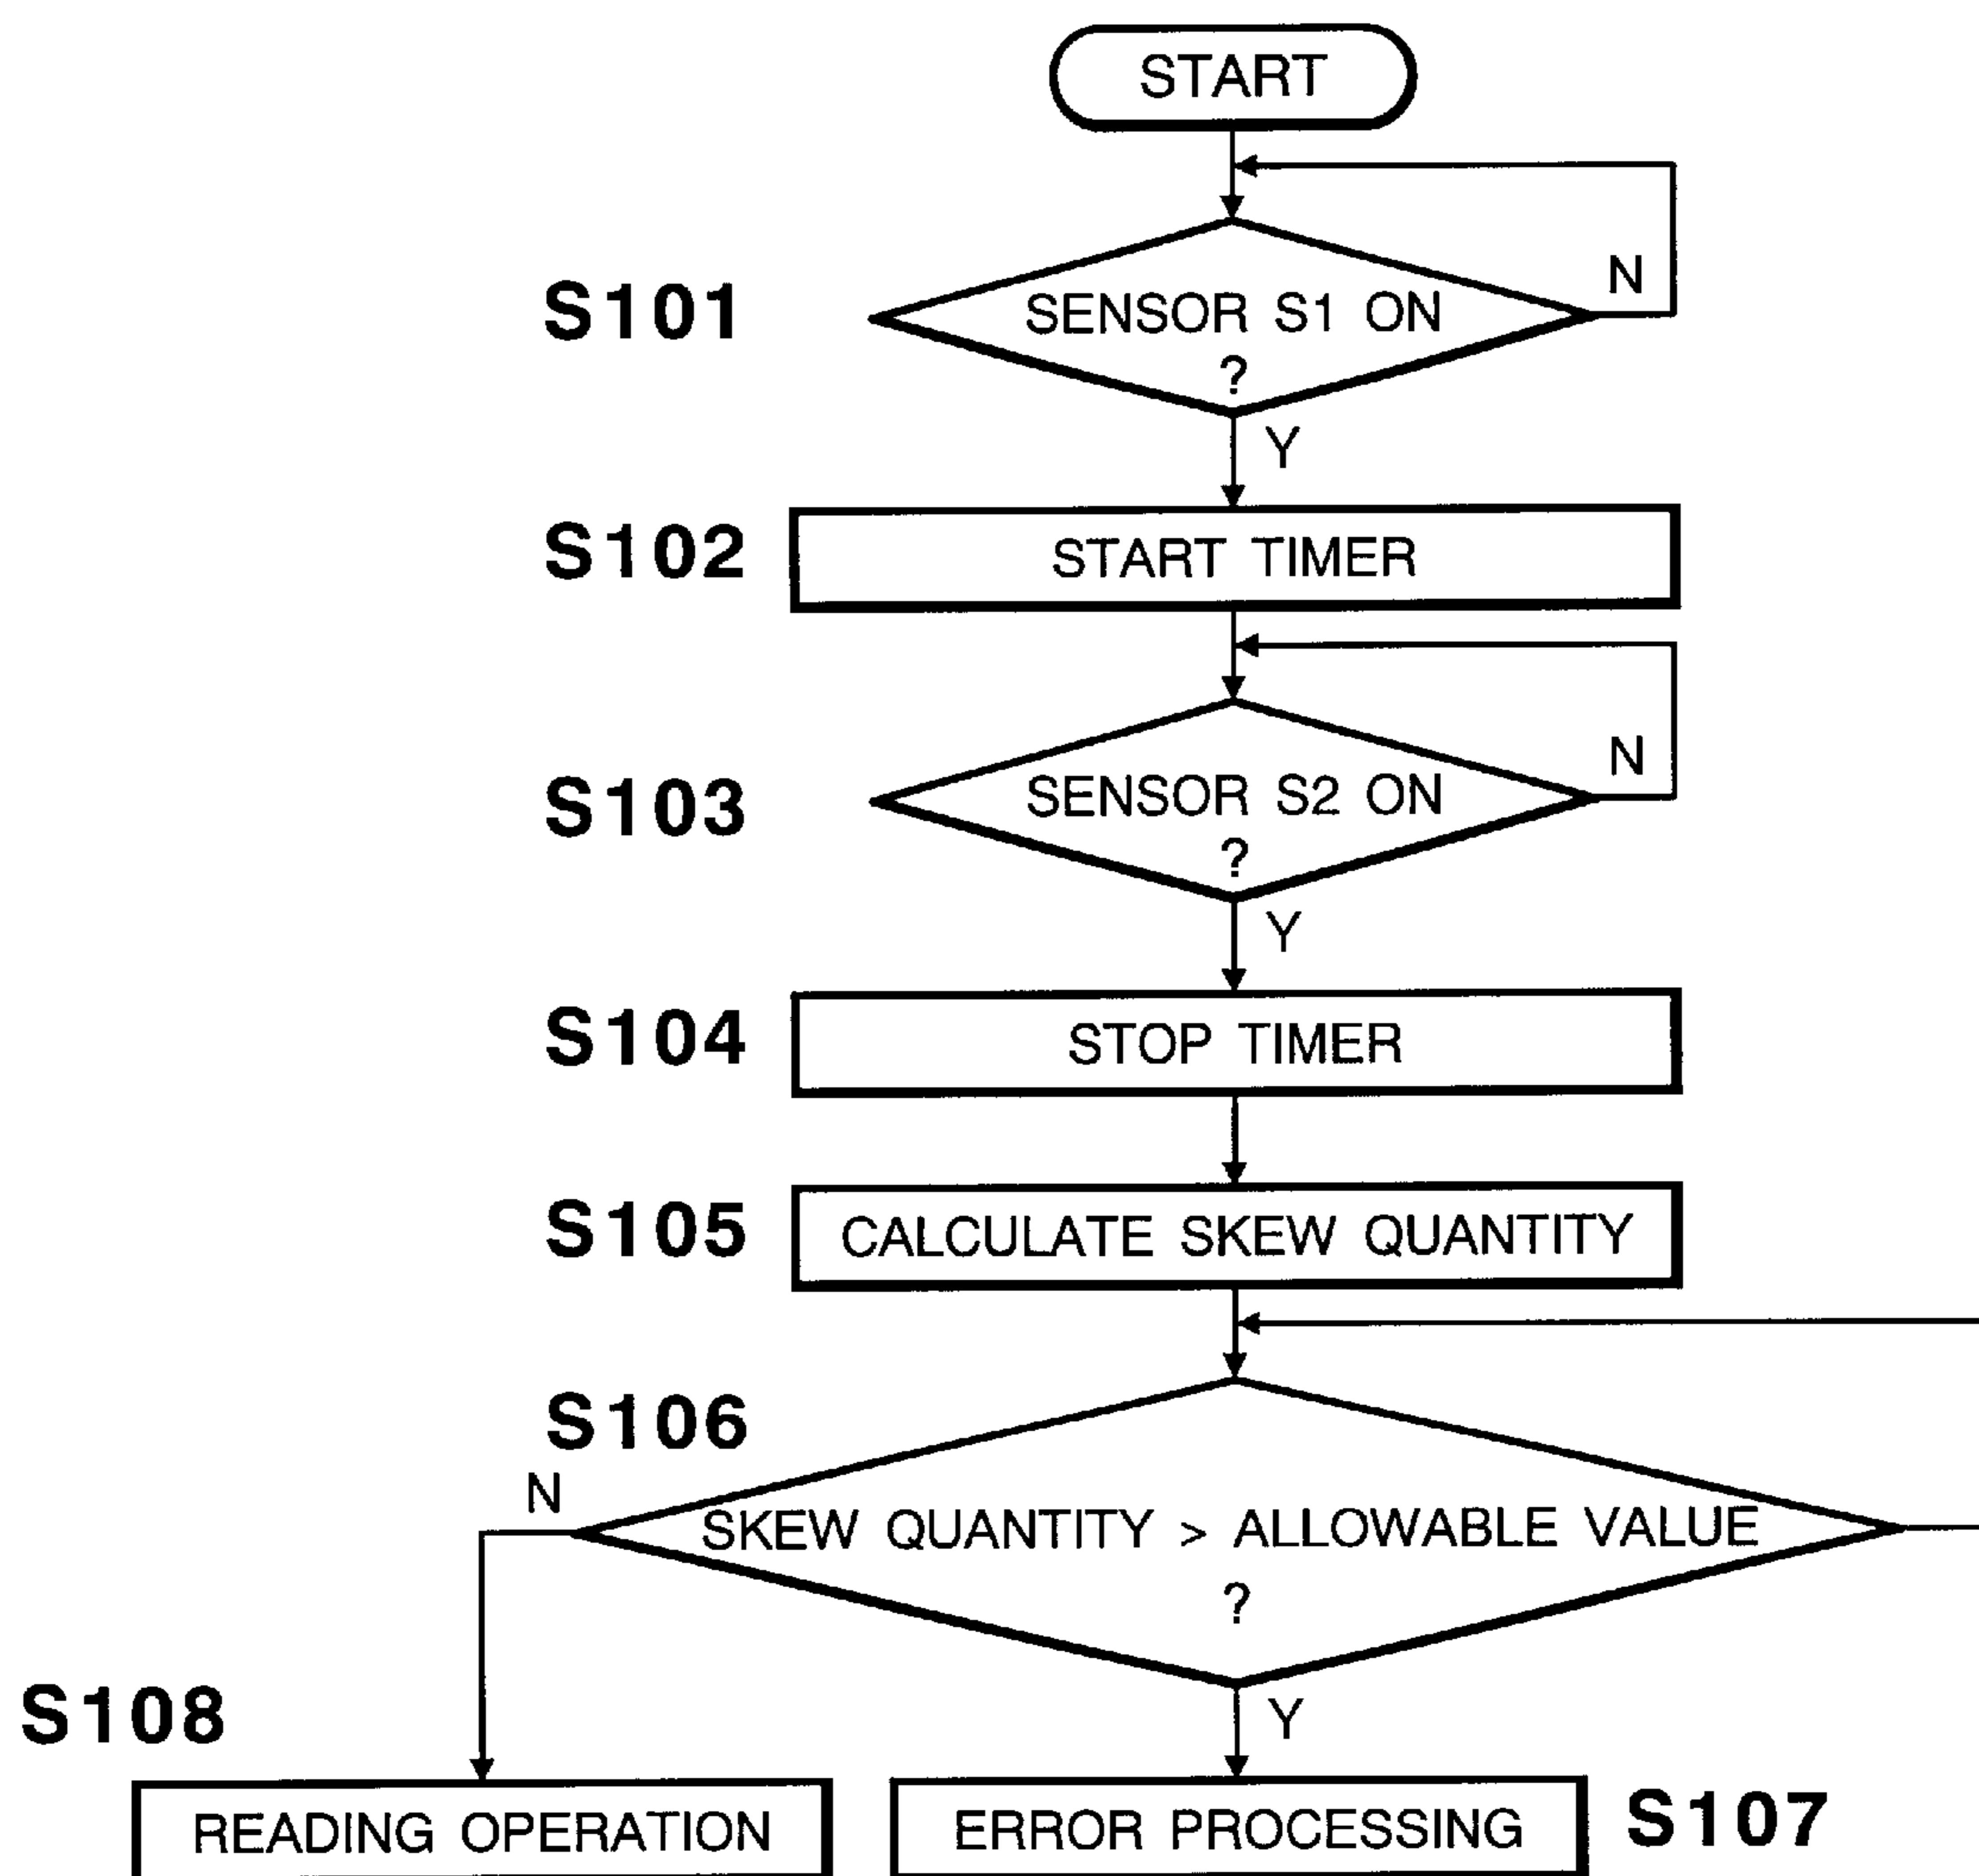 START
N
S101
SENSOR S1 ON
?
Y
S102
START TIMER
N
S103
SENSOR S2 ON
?
Y
S104
STOP TIMER
S105
CALCULATE SKEW QUANTITY
S106
N
SKEW QUANTITY > ALLOWABLE VALUE
?
S108
Y
READING OPERATION
ERROR PROCESSING
S107